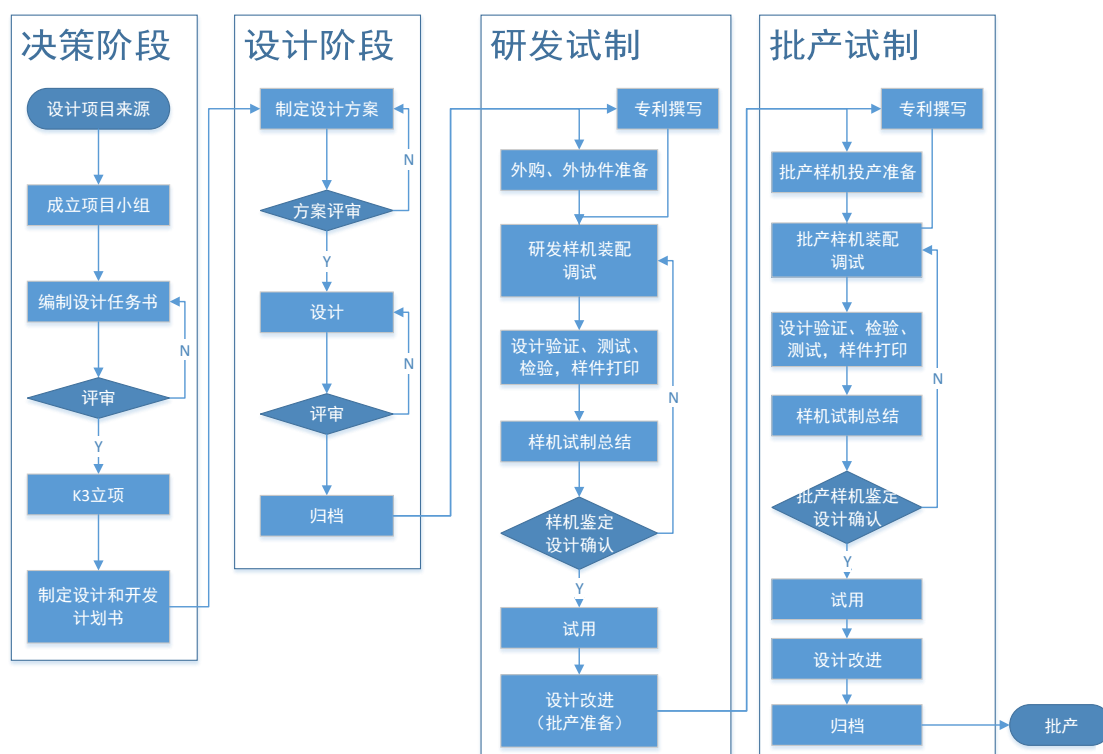 决策阶段
设计项目来源
成立项目小组
编制设计任务书
N
评审
Y
K3立项
制定设计和开发
计划书
设计阶段
制定设计方案
N
方案评审
Y
设计
N
评审
归档
研发试制
专利撰写
外购、外协件准备
研发样机装配
调试
设计验证、测试、
检验，样件打印
N
样机试制总结
样机鉴定
设计确认
Y
试用
设计改进
（批产准备）
批产试制
专利撰写
批产样机投产准备
批产样机装配
调试
设计验证、检验、
测试，样件打印
N
样机试制总结
批产样机鉴定
设计确认
Y
试用
设计改进
归档
批产